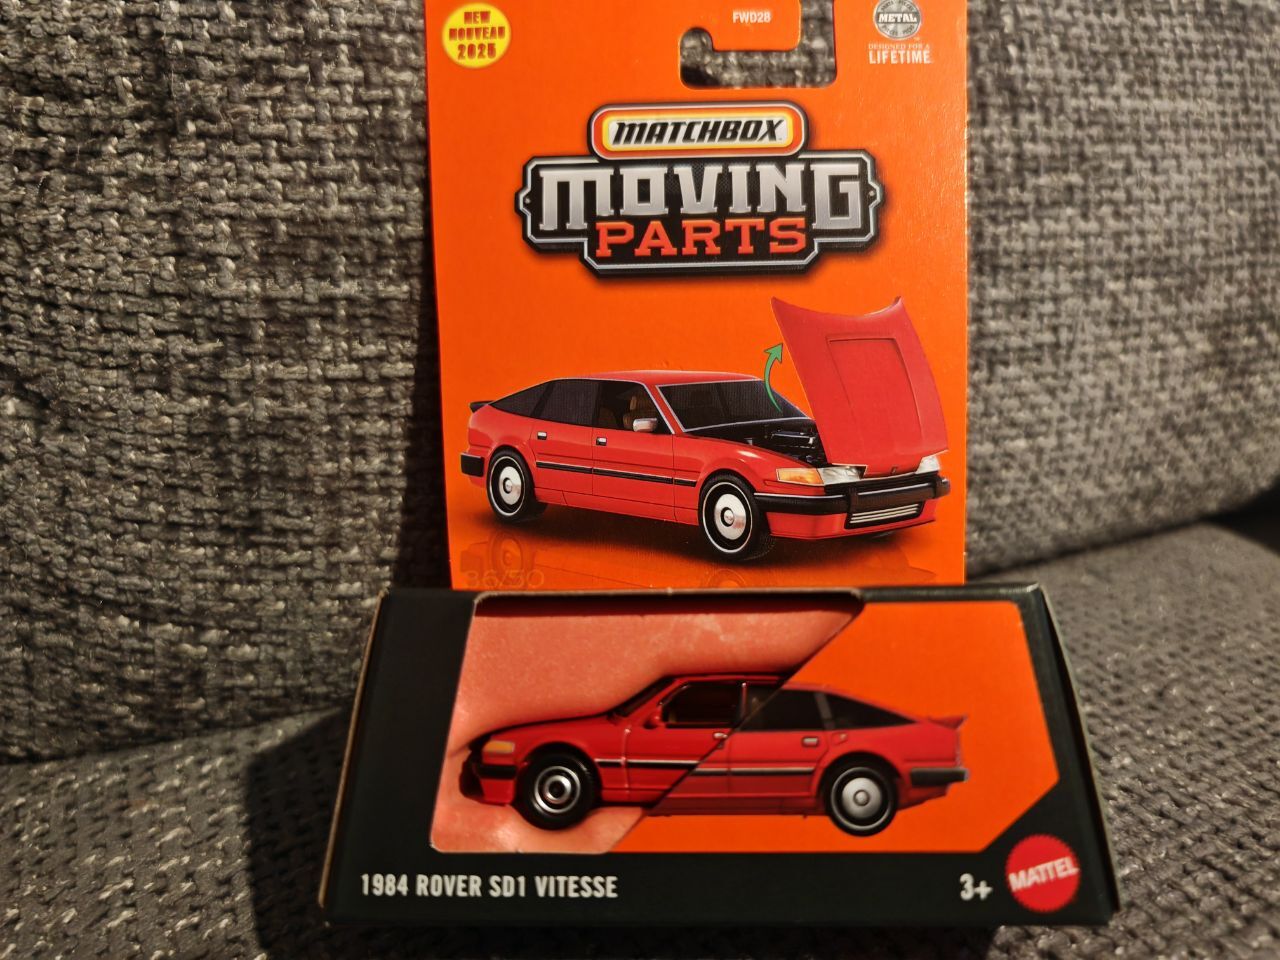 NEW
NOUVEAU
2025
FWD28
METAL
DESIGNED FOR A
LIFETIME
MATCHBOX
MOVING
PARTS
36/50
1984 ROVER SD1 VITESSE
3+
MATTEL